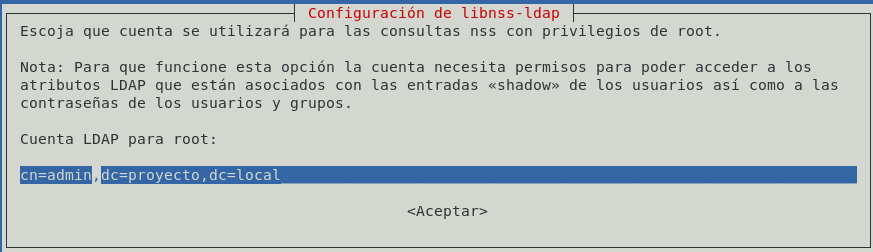 Configuración de libnss-ldap
Escoja que cuenta se utilizará para las consultas nss con privilegios de root.
Nota: Para que funcione esta opción la cuenta necesita permisos para poder acceder a los
atributos LDAP que están asociados con las entradas «shadow» de los usuarios así como a las
contraseñas de los usuarios y grupos.
Cuenta LDAP para root:
cn=admin,dc=proyecto,dc=local
<Aceptar>